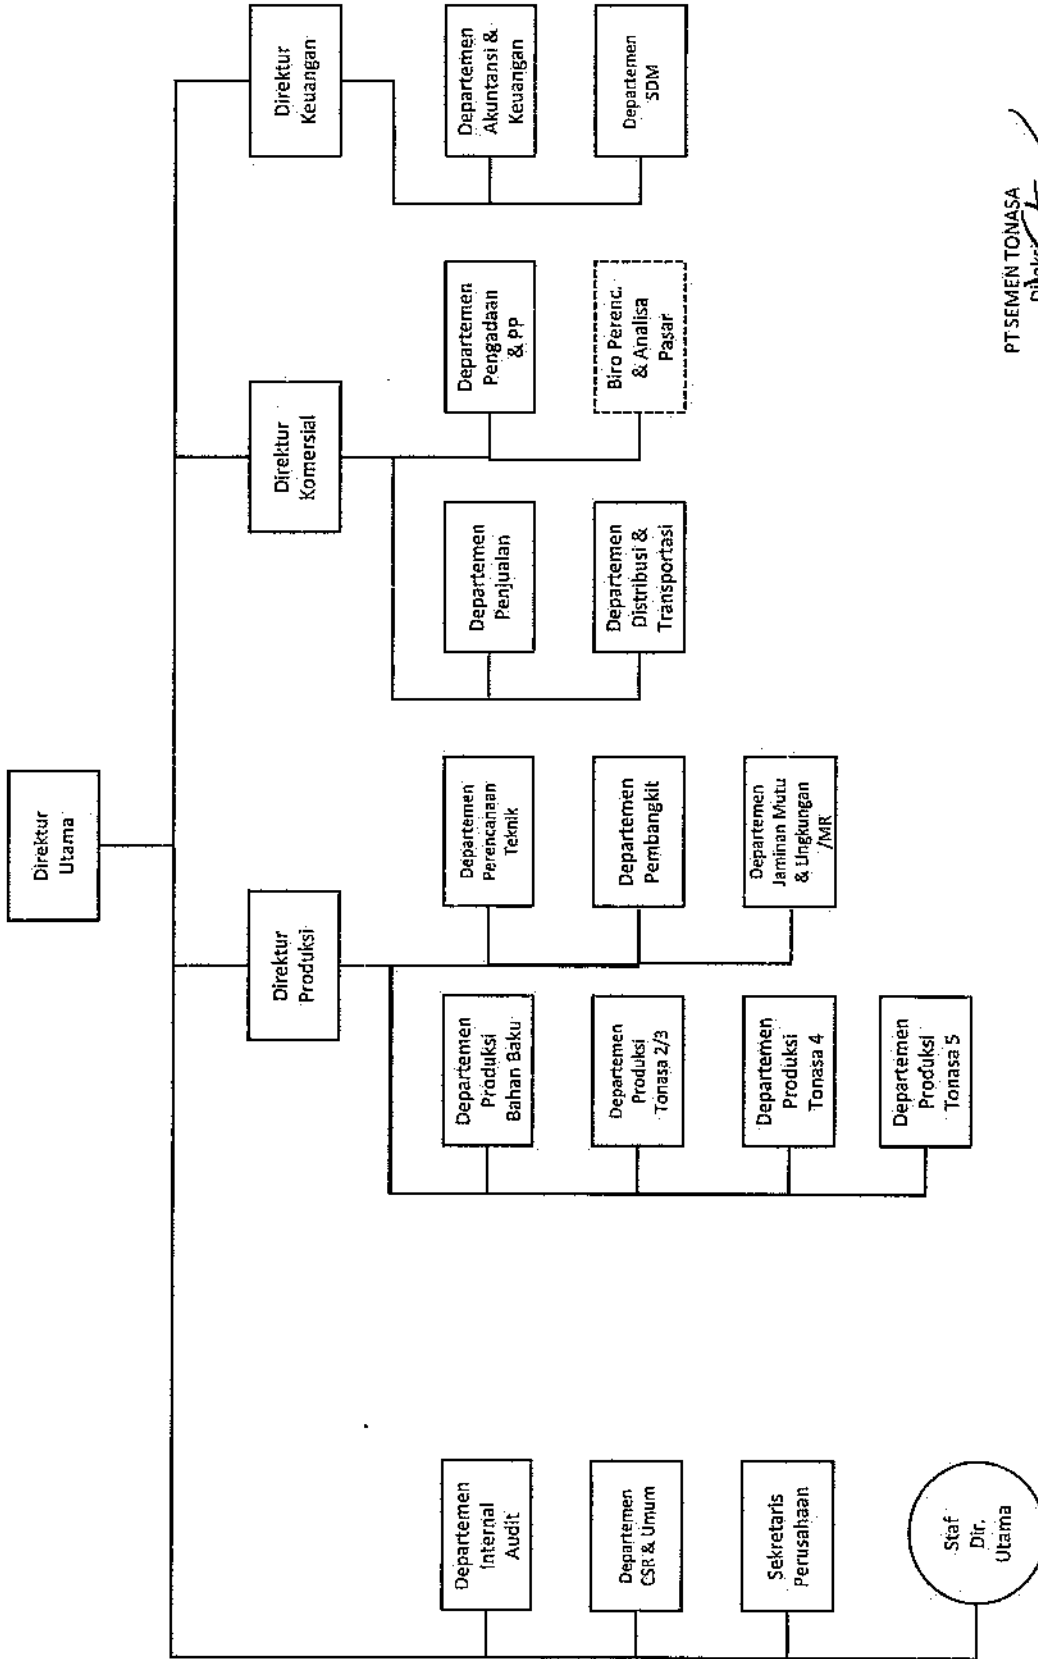 Direktur
Utama
Direktur
Produksi
Direktur
Komersial
Direktur
Keuangan
Departemen
Internal
Audit
Departemen
CSR & Umum
Sekretaris
Perusahaan
Staf
Dir.
Utama
Departemen
Produksi
Bahan Baku
Departemen
Produksi
Tonasa 2/3
Departemen
Produksi
Tonasa 4
Departemen
Produksi
Tonasa 5
Departemen
Perencanaan
Teknik
Departemen
Pembangkit
Departemen
Jaminan Mutu
& Lingkungan
/MR
Departemen
Penjualan
Departemen
Distribusi &
Transportasi
Departemen
Pengadaan
& PP
Biro Perenc.
& Analisa
Pasar
Departemen
Akuntansi &
Keuangan
Departemen
SDM
PT SEMEN TONASA